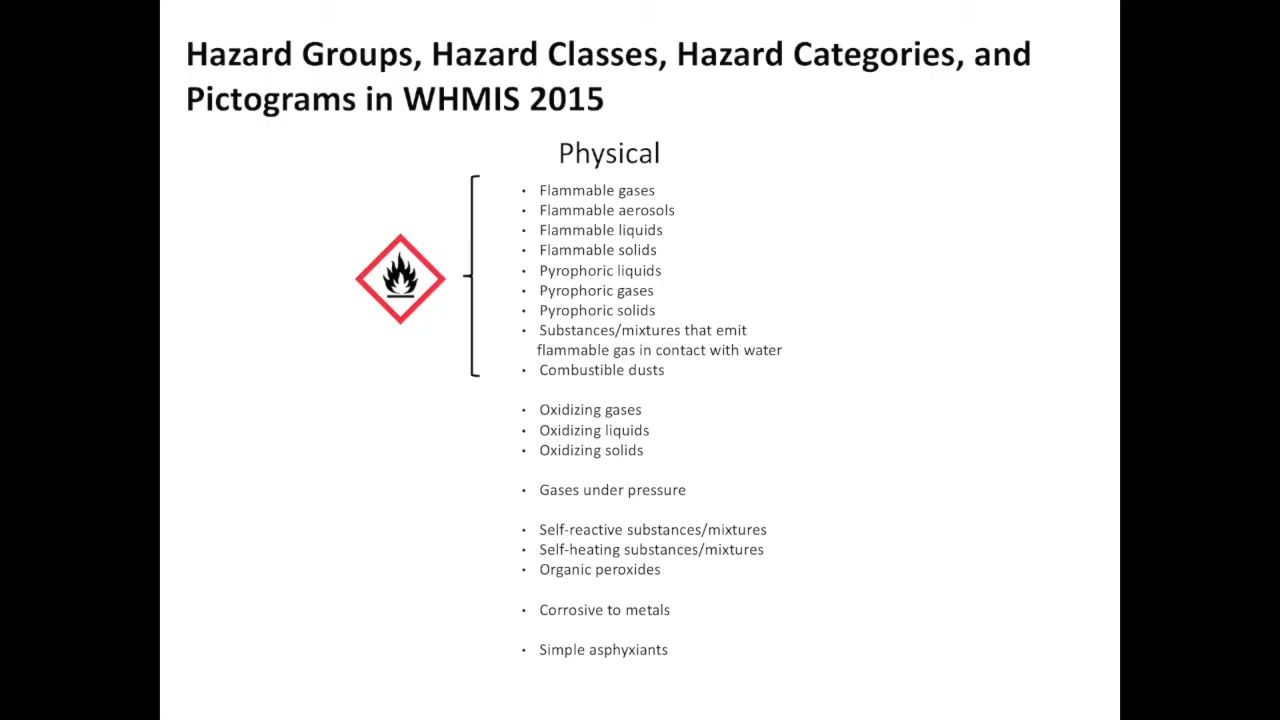 Hazard Groups, Hazard Classes, Hazard Categories, and
Pictograms in WHMIS 2015
Physical
• Flammable gases
• Flammable aerosols
• Flammable liquids
• Flammable solids
• Pyrophoric liquids
• Pyrophoric gases
• Pyrophoric solids
• Substances/mixtures that emit
flammable gas in contact with water
• Combustible dusts
• Oxidizing gases
• Oxidizing liquids
• Oxidizing solids
• Gases under pressure
• Self-reactive substances/mixtures
• Self-heating substances/mixtures
• Organic peroxides
• Corrosive to metals
• Simple asphyxiants